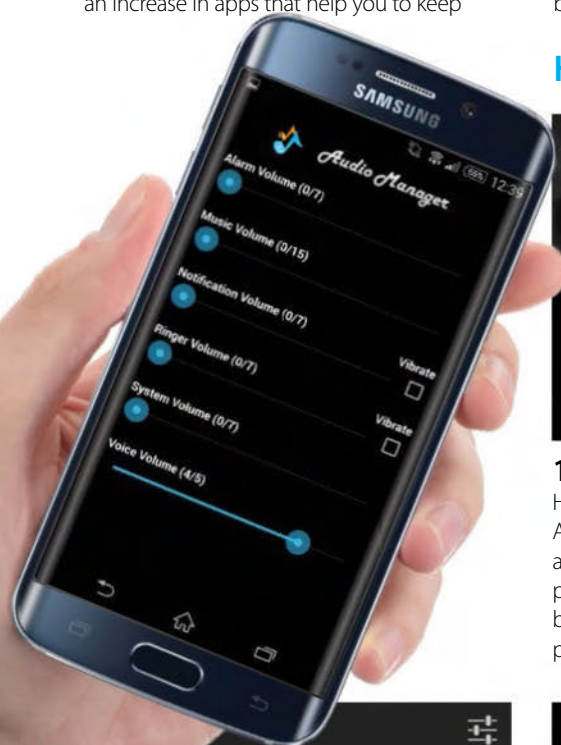 an increase in apps that help you to keep
SAMSUNG
59% 12:39
Audio Manager
Alarm Volume (0/7)
Music Volume (0/15)
Notification Volume (0/7)
Vibrate
Ringer Volume (0/7)
Vibrate
System Volume (0/7)
Voice Volume (4/5)